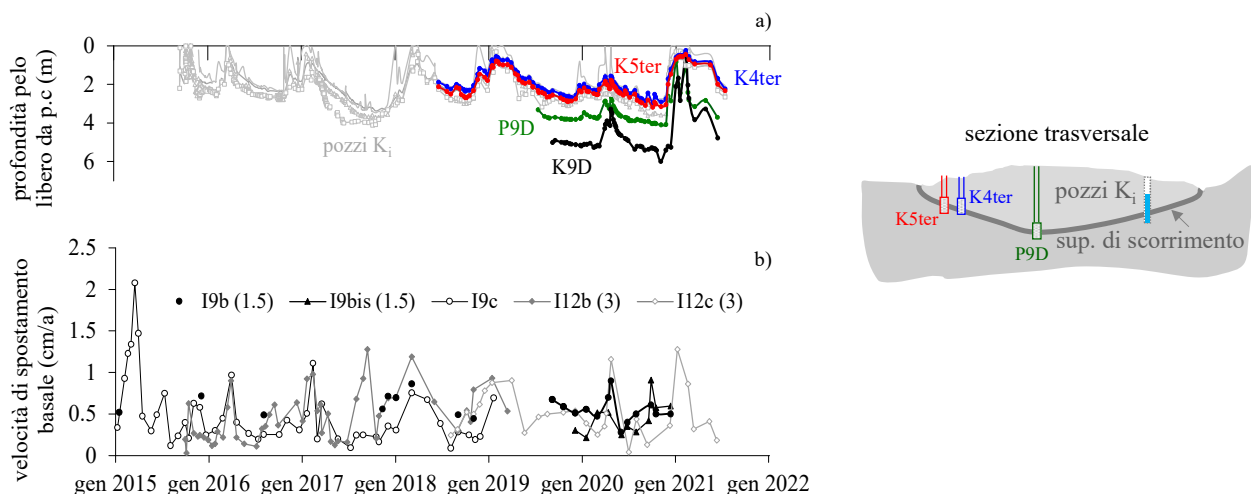 a)
profondità pelo
libero da p.c (m)
0
2
4
6
pozzi Ki
K5ter
K4ter
P9D
K9D
b)
velocità di spostamento
basale (cm/a)
2.5
2
1.5
1
0.5
0
I9b (1.5)
I9bis (1.5)
I9c
I12b (3)
I12c (3)
gen 2015
gen 2016
gen 2017
gen 2018
gen 2019
gen 2020
gen 2021
gen 2022
sezione trasversale
K5ter
K4ter
pozzi Ki
P9D
sup. di scorrimento